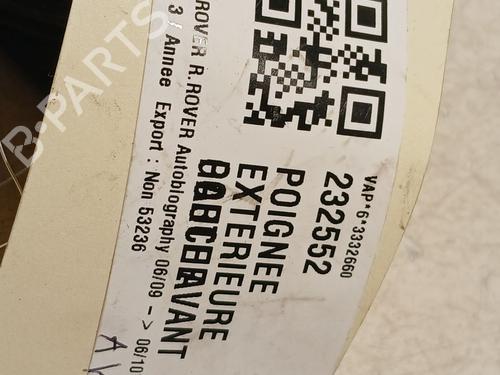 VAP*6*3332660
232552
POIGNEE
EXTERIEURE
AVANT
.ROVER R.ROVER Autobiography 06/09 -> 06/10
3 / Annee Export : Non 53236
B-PARTS